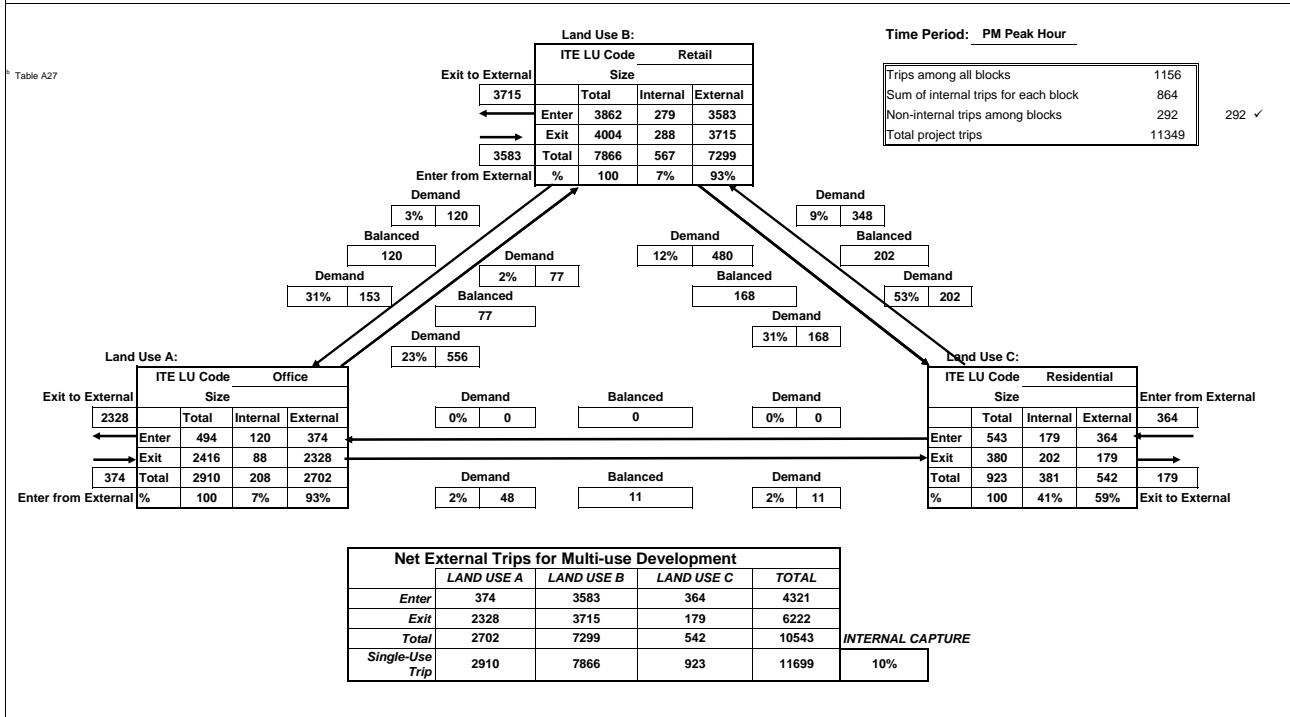 Land Use B:
Time Period: PM Peak Hour
ITE LU Code Retail
Table A27
Exit to External Size
Trips among all blocks 1156
3715 Total Internal External
Sum of internal trips for each block 864
Enter 3862 279 3583
Non-internal trips among blocks 292 292 ✓
Exit 4004 288 3715
Total project trips 11349
3583 Total 7866 567 7299
Enter from External % 100 7% 93%
Demand Demand
3% 120 9% 348
Balanced Demand Balanced
120 12% 480 202
Demand Demand Balanced Demand
31% 153 2% 77 168 53% 202
Balanced
77 Demand
31% 168
Demand
23% 556
Land Use A: Land Use C:
ITE LU Code Office ITE LU Code Residential
Exit to External Size Demand Balanced Demand Size Enter from External
2328 Total Internal External 0% 0 0 0% 0 Total Internal External 364
Enter 494 120 374 Enter 543 179 364
Exit 2416 88 2328 Exit 380 202 179
374 Total 2910 208 2702 Demand Balanced Demand Total 923 381 542 179
Enter from External % 100 7% 93% 2% 48 11 2% 11 % 100 41% 59% Exit to External
Net External Trips for Multi-use Development
LAND USE A LAND USE B LAND USE C TOTAL
Enter 374 3583 364 4321
Exit 2328 3715 179 6222
Total 2702 7299 542 10543 INTERNAL CAPTURE
Single-Use Trip 2910 7866 923 11699 10%